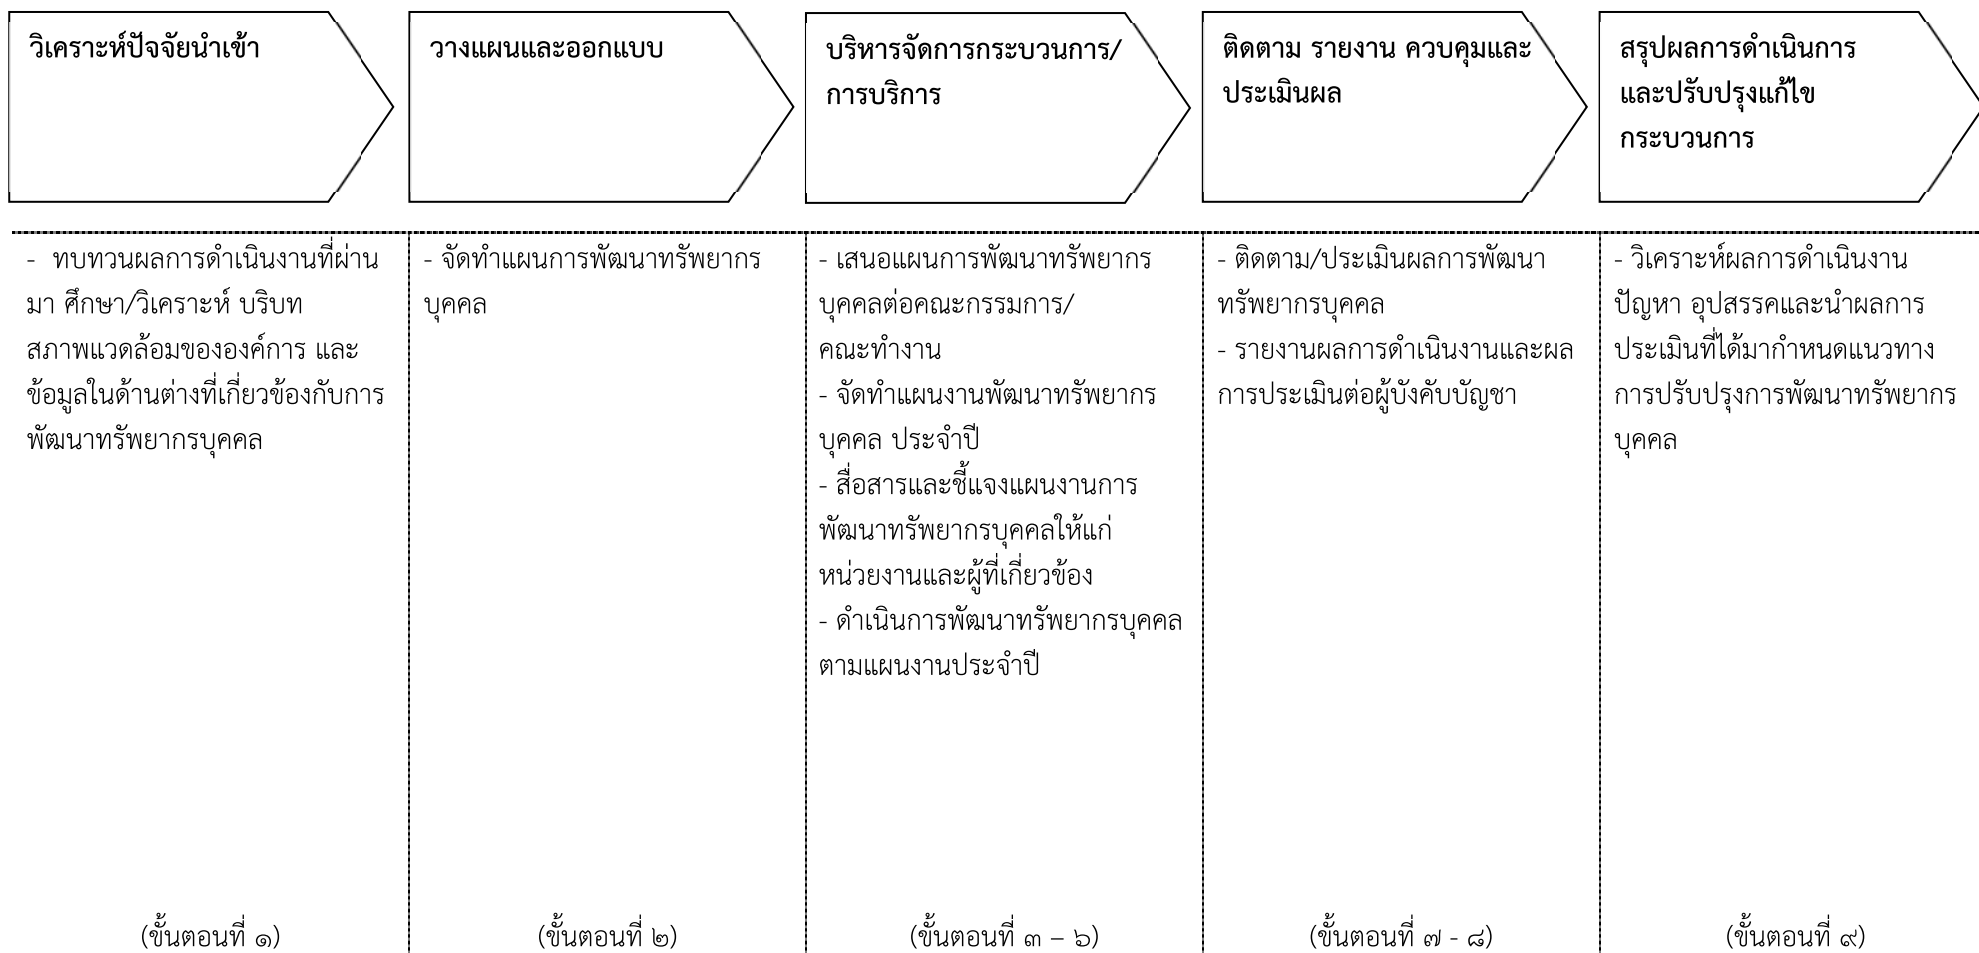 วิเคราะห์ปัจจัยนำเข้า
วางแผนและออกแบบ
บริหารจัดการกระบวนการ/
การบริการ
ติดตาม รายงาน ควบคุมและ
ประเมินผล
สรุปผลการดำเนินการ
และปรับปรุงแก้ไข
กระบวนการ
- ทบทวนผลการดำเนินงานที่ผ่าน
มา ศึกษา/วิเคราะห์ บริบท
สภาพแวดล้อมขององค์การ และ
ข้อมูลในด้านต่างที่เกี่ยวข้องกับการ
พัฒนาทรัพยากรบุคคล
(ขั้นตอนที่ ๑)
- จัดทำแผนการพัฒนาทรัพยากร
บุคคล
(ขั้นตอนที่ ๒)
- เสนอแผนการพัฒนาทรัพยากร
บุคคลต่อคณะกรรมการ/
คณะทำงาน
- จัดทำแผนงานพัฒนาทรัพยากร
บุคคล ประจำปี
- สื่อสารและชี้แจงแผนงานการ
พัฒนาทรัพยากรบุคคลให้แก่
หน่วยงานและผู้ที่เกี่ยวข้อง
- ดำเนินการพัฒนาทรัพยากรบุคคล
ตามแผนงานประจำปี
(ขั้นตอนที่ ๓ – ๖)
- ติดตาม/ประเมินผลการพัฒนา
ทรัพยากรบุคคล
- รายงานผลการดำเนินงานและผล
การประเมินต่อผู้บังคับบัญชา
(ขั้นตอนที่ ๗ - ๘)
- วิเคราะห์ผลการดำเนินงาน
ปัญหา อุปสรรคและนำผลการ
ประเมินที่ได้มากำหนดแนวทาง
การปรับปรุงการพัฒนาทรัพยากร
บุคคล
(ขั้นตอนที่ ๙)